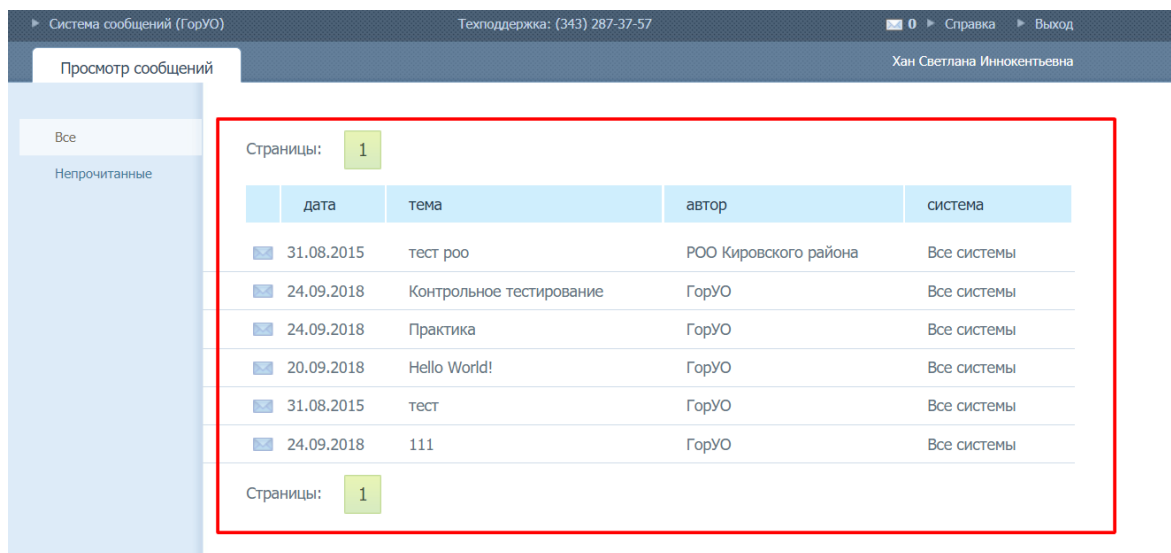 Система сообщений (ГорУО) Техподдержка: (343) 287-37-57 0 Справка Выход
Просмотр сообщений Хан Светлана Иннокентьевна
Все
Непрочитанные
Страницы: 1
дата тема автор система
31.08.2015 тест роо РОО Кировского района Все системы
24.09.2018 Контрольное тестирование ГорУО Все системы
24.09.2018 Практика ГорУО Все системы
20.09.2018 Hello World! ГорУО Все системы
31.08.2015 тест ГорУО Все системы
24.09.2018 111 ГорУО Все системы
Страницы: 1